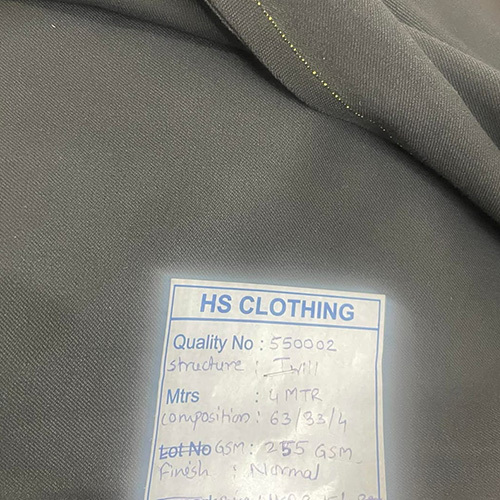 HS CLOTHING
Quality No : 550002
structure : Twill
Mtrs : 4 MTR
composition : 63/33/4
Lot No GSM : 255 GSM
Finish : Normal